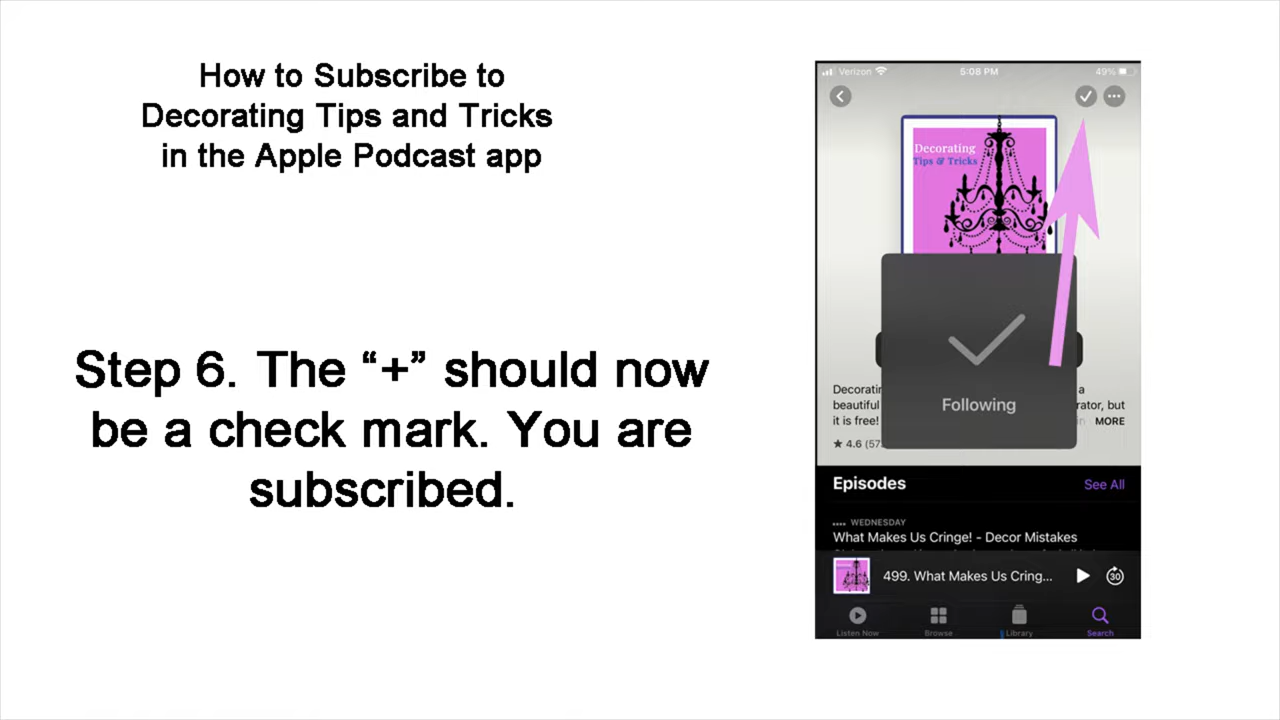 How to Subscribe to
Decorating Tips and Tricks
in the Apple Podcast app
Step 6. The “+” should now
be a check mark. You are
subscribed.
Verizon 5:08 PM 49%
Decorating
Tips & Tricks
Following
a
beautiful rator, but
it is free! MORE
★ 4.6
Episodes See All
WEDNESDAY
What Makes Us Cringe! - Decor Mistakes
499. What Makes Us Cring...
30
Listen Now Browse Library Search